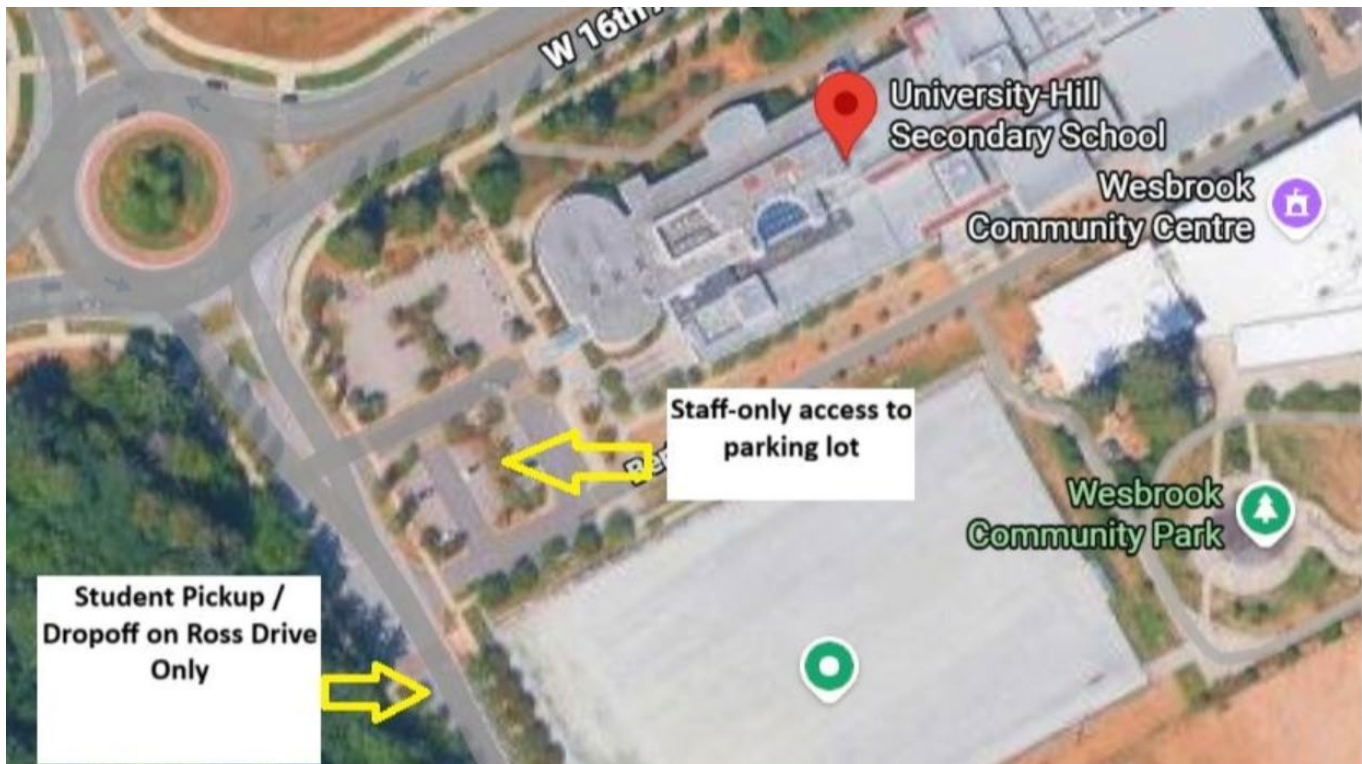 W 16th
University-Hill
Secondary School
Wesbrook
Community Centre
Staff-only access to
parking lot
Wesbrook
Community Park
Student Pickup /
Dropoff on Ross Drive
Only